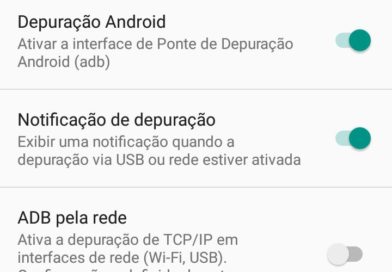 Depuração Android
Ativar a interface de Ponte de Depuração
Android (adb)
Notificação de depuração
Exibir uma notificação quando a
depuração via USB ou rede estiver ativada
ADB pela rede
Ativa a depuração de TCP/IP em
interfaces de rede (Wi-Fi, USB).